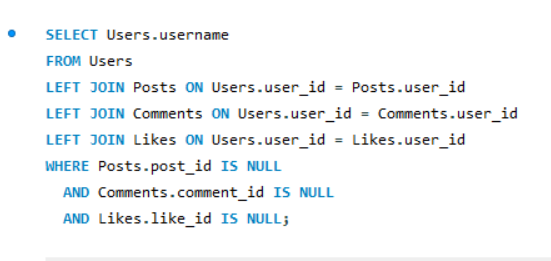 SELECT Users.username
FROM Users
LEFT JOIN Posts ON Users.user_id = Posts.user_id
LEFT JOIN Comments ON Users.user_id = Comments.user_id
LEFT JOIN Likes ON Users.user_id = Likes.user_id
WHERE Posts.post_id IS NULL
AND Comments.comment_id IS NULL
AND Likes.like_id IS NULL;